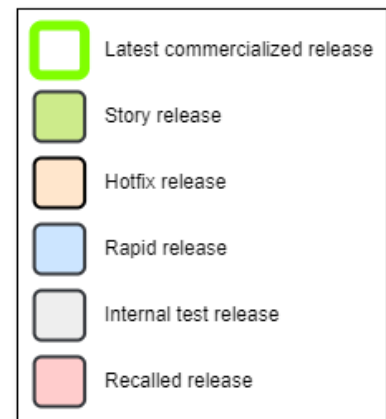 Latest commercialized release
Story release
Hotfix release
Rapid release
Internal test release
Recalled release